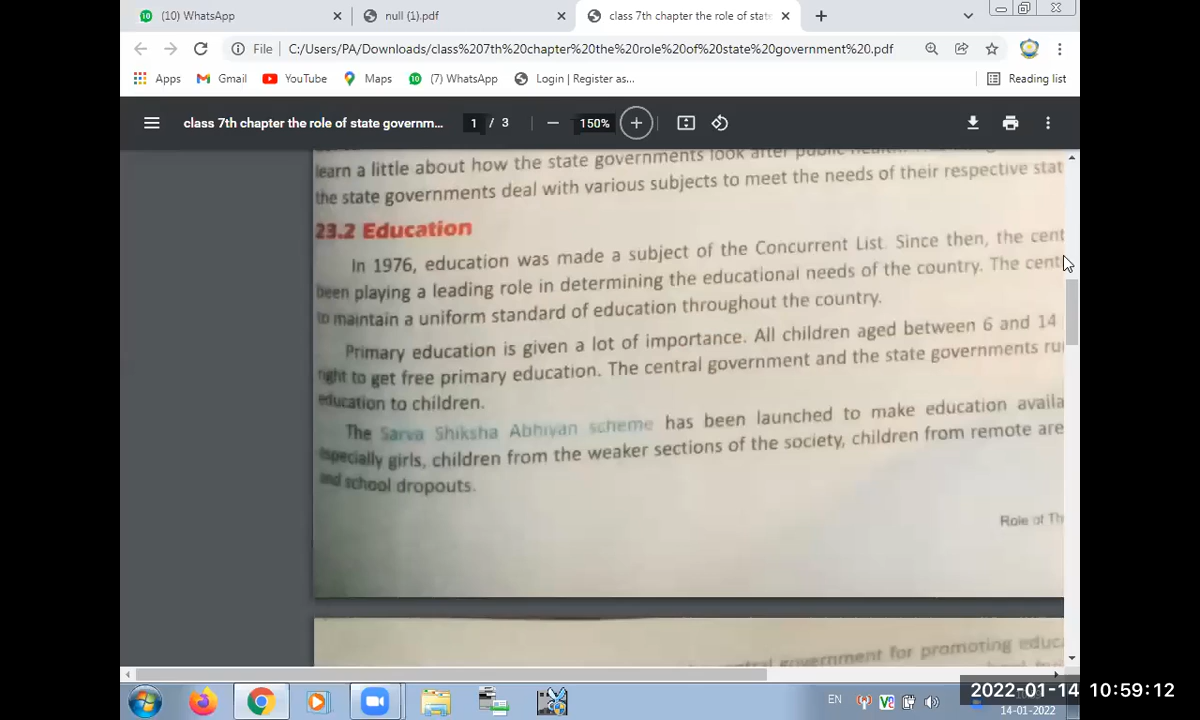 (10) WhatsApp
null (1).pdf
class 7th chapter the role of state
File
C:/Users/PA/Downloads/class%207th%20chapter%20the%20role%20of%20state%20government%20.pdf
Apps
Gmail
YouTube
Maps
(7) WhatsApp
Login | Register as...
Reading list
class 7th chapter the role of state governm...
1 / 3
150%
learn a little about how the state governments look after public health.
the state governments deal with various subjects to meet the needs of their respective stat
23.2 Education
In 1976, education was made a subject of the Concurrent List. Since then, the cent
been playing a leading role in determining the educational needs of the country. The cent
to maintain a uniform standard of education throughout the country.
Primary education is given a lot of importance. All children aged between 6 and 14
right to get free primary education. The central government and the state governments ru
education to children.
The Sarva Shiksha Abhiyan scheme has been launched to make education availa
especially girls, children from the weaker sections of the society, children from remote are
and school dropouts.
Role of Th
central government for promoting educ
EN
2022-01-14 10:59:12
14-01-2022